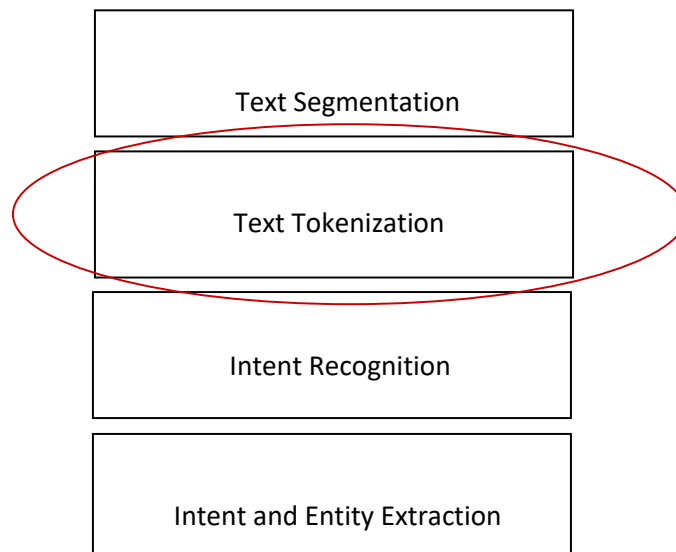 Text Segmentation
Text Tokenization
Intent Recognition
Intent and Entity Extraction